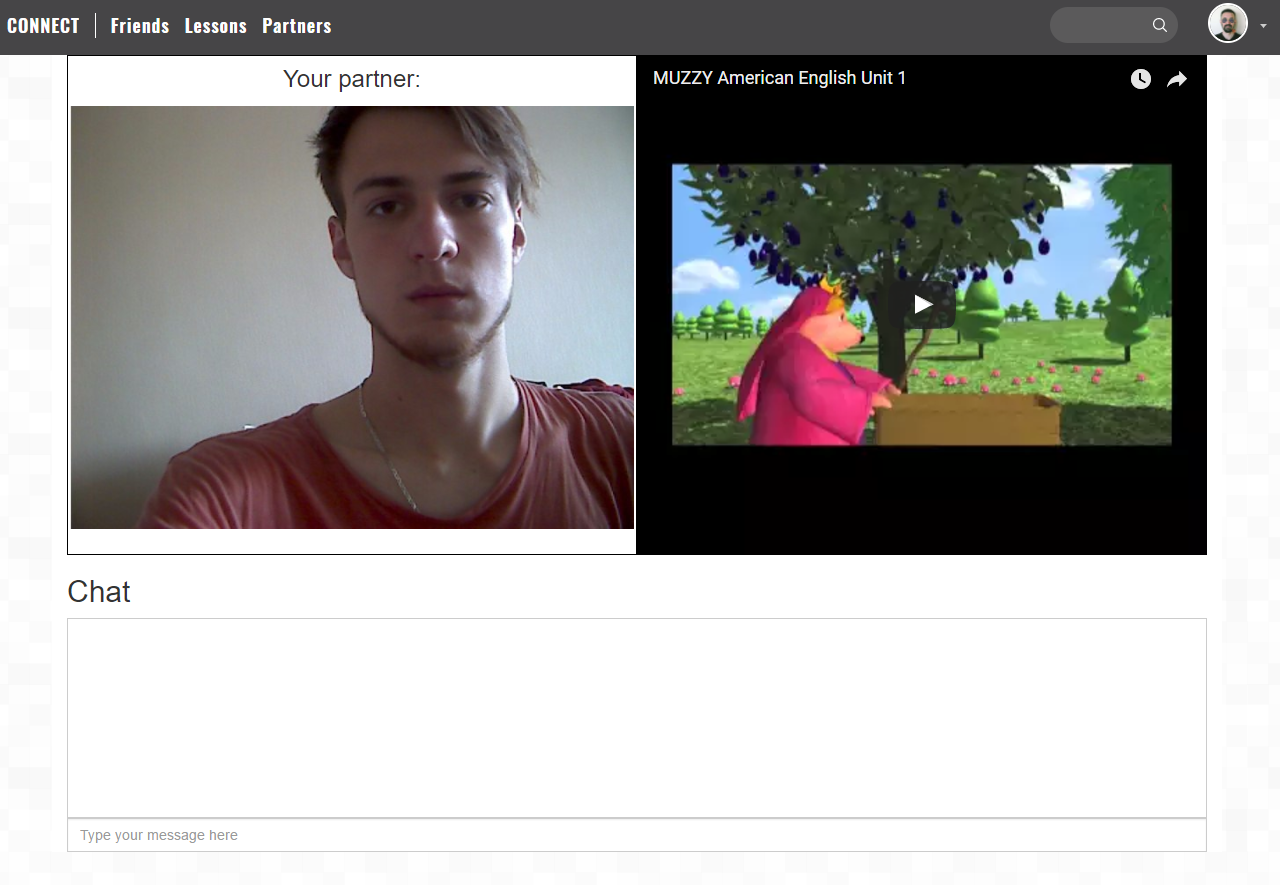 CONNECT Friends Lessons Partners
Your partner:
MUZZY American English Unit 1
Chat
Type your message here